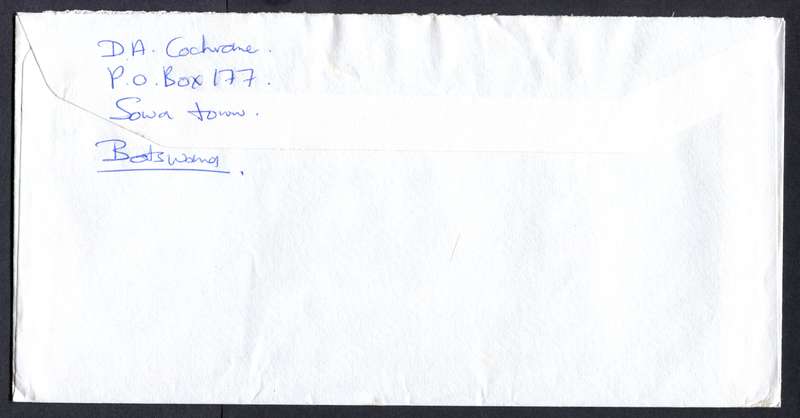 D.A. Cochrane.
P.O. Box 177.
Sowa town.
Botswana.